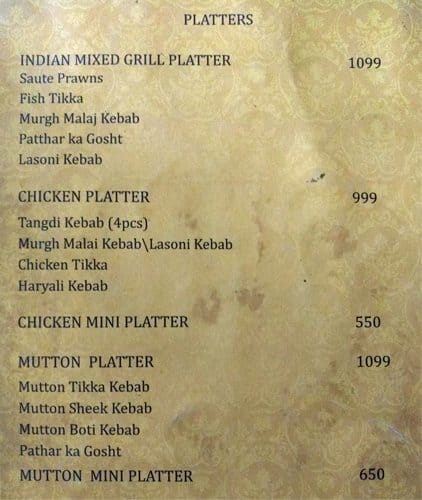 PLATTERS
INDIAN MIXED GRILL PLATTER 1099
Saute Prawns
Fish Tikka
Murgh Malaj Kebab
Patthar ka Gosht
Lasoni Kebab
CHICKEN PLATTER 999
Tangdi Kebab (4pcs)
Murgh Malai Kebab\Lasoni Kebab
Chicken Tikka
Haryali Kebab
CHICKEN MINI PLATTER 550
MUTTON PLATTER 1099
Mutton Tikka Kebab
Mutton Sheek Kebab
Mutton Boti Kebab
Pathar ka Gosht
MUTTON MINI PLATTER 650